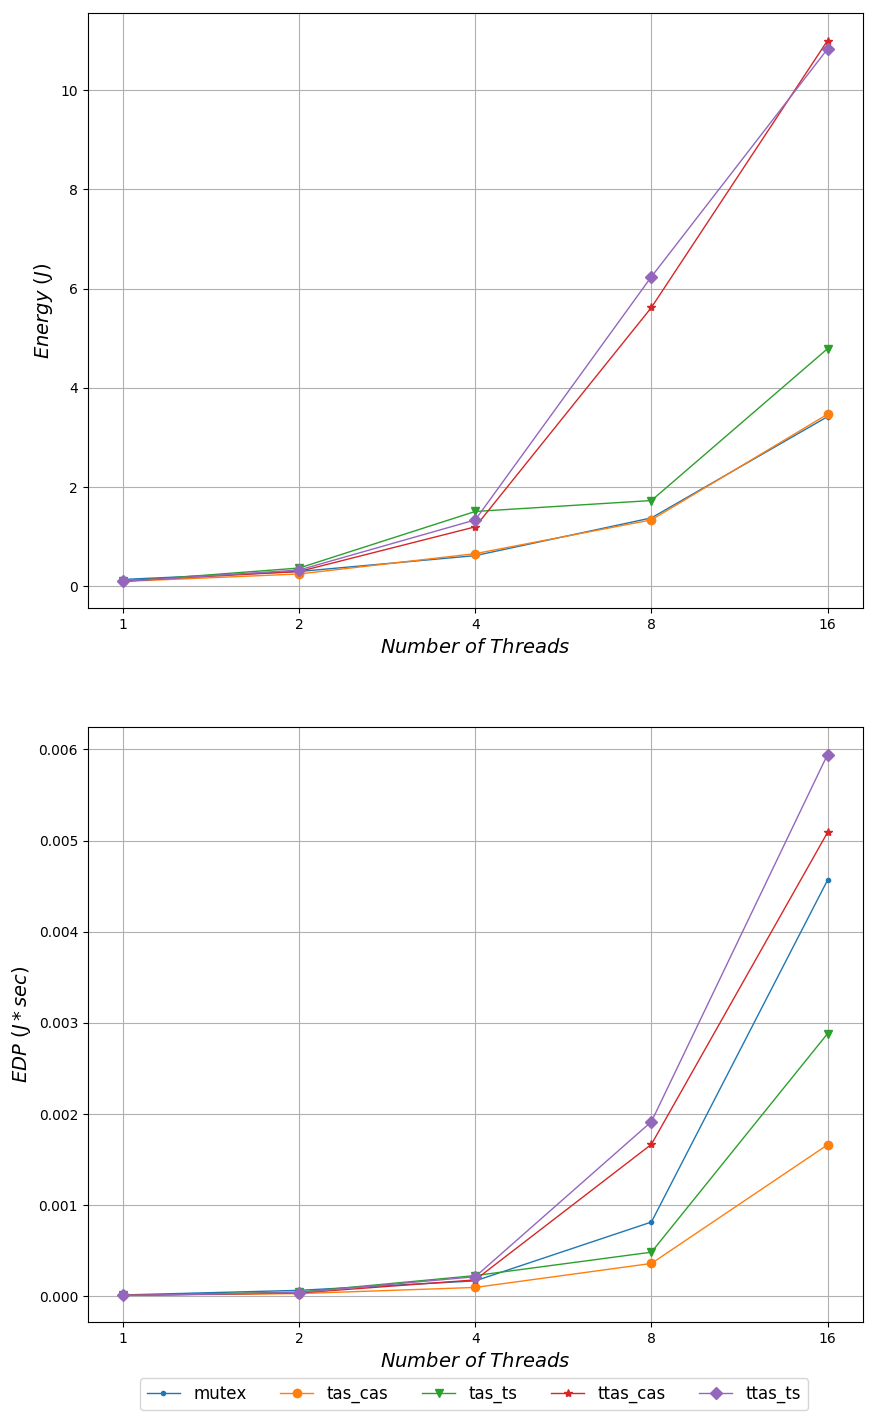 10
8
6
4
2
0
Energy (J)
1 2 4 8 16
Number of Threads
0.006
0.005
0.004
0.003
0.002
0.001
0.000
EDP (J * sec)
1 2 4 8 16
Number of Threads
mutex tas_cas tas_ts ttas_cas ttas_ts